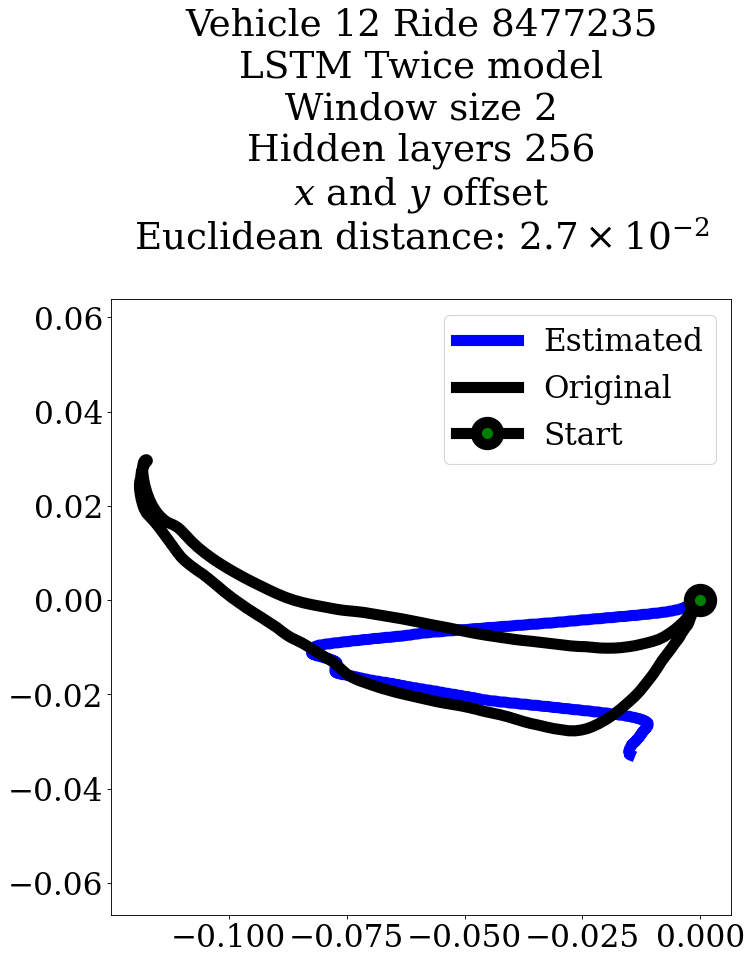 Vehicle 12 Ride 8477235
LSTM Twice model
Window size 2
Hidden layers 256
x and y offset
Euclidean distance: 2.7 × 10⁻²
Estimated
Original
Start
0.06
0.04
0.02
0.00
−0.02
−0.04
−0.06
−0.100 −0.075 −0.050 −0.025 0.000